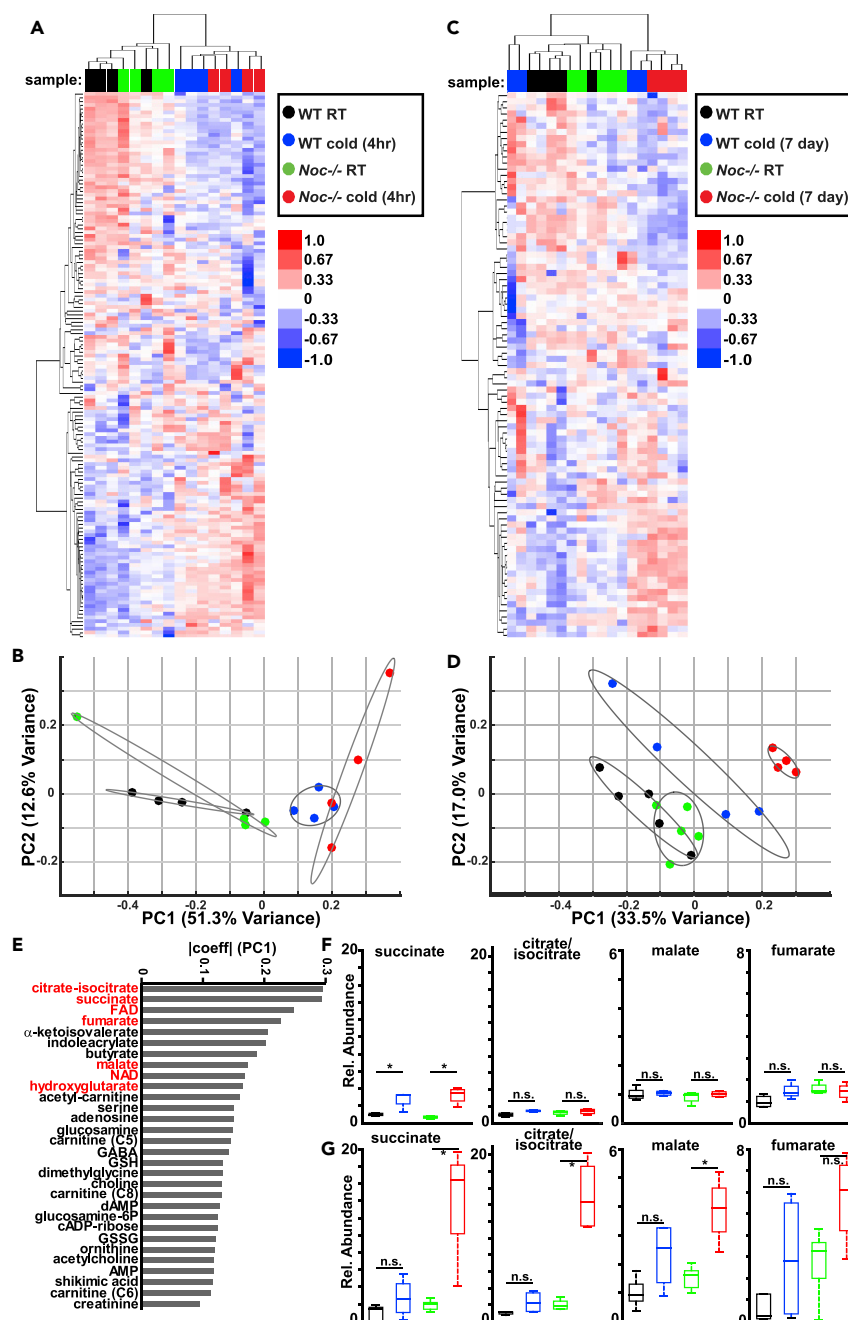 A
sample:
WT RT
WT cold (4hr)
Noc-/- RT
Noc-/- cold (4hr)
1.0
0.67
0.33
0
-0.33
-0.67
-1.0
C
sample:
WT RT
WT cold (7 day)
Noc-/- RT
Noc-/- cold (7 day)
1.0
0.67
0.33
0
-0.33
-0.67
-1.0
B
PC2 (12.6% Variance)
0.2
0
-0.2
-0.4
-0.2
0
0.2
PC1 (51.3% Variance)
D
PC2 (17.0% Variance)
0.2
0
-0.2
-0.4
-0.2
0
0.2
PC1 (33.5% Variance)
E
|coeff| (PC1)
0
0.1
0.2
0.3
citrate-isocitrate
succinate
FAD
fumarate
α-ketoisovalerate
indoleacrylate
butyrate
malate
NAD
hydroxyglutarate
acetyl-carnitine
serine
adenosine
glucosamine
carnitine (C5)
GABA
GSH
dimethylglycine
choline
carnitine (C8)
dAMP
glucosamine-6P
cADP-ribose
GSSG
ornithine
acetylcholine
AMP
shikimic acid
carnitine (C6)
creatinine
F
Rel. Abundance
succinate
20
0
*
*
citrate/
isocitrate
20
0
n.s.
n.s.
malate
6
0
n.s.
n.s.
fumarate
8
0
n.s.
n.s.
G
Rel. Abundance
succinate
20
0
n.s.
*
citrate/
isocitrate
20
0
n.s.
*
malate
6
0
n.s.
*
fumarate
8
0
n.s.
n.s.